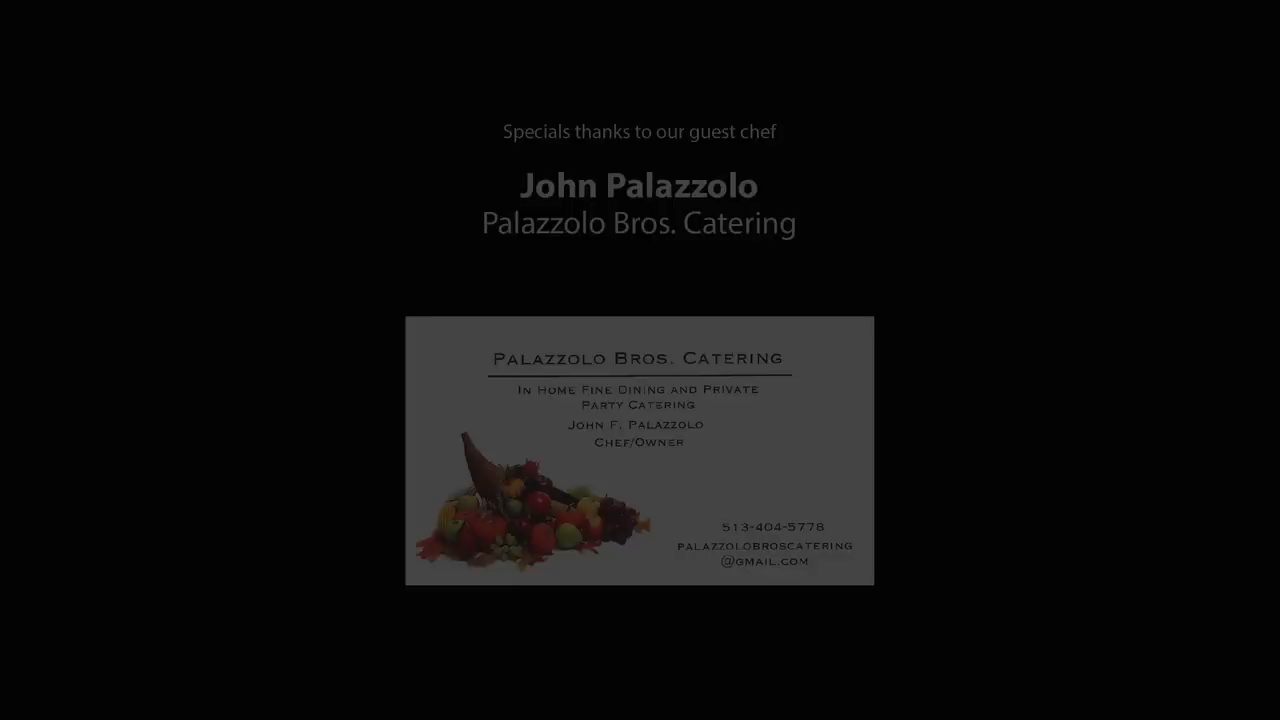 Specials thanks to our guest chef
John Palazzolo
Palazzolo Bros. Catering
PALAZZOLO BROS. CATERING
IN HOME FINE DINING AND PRIVATE
PARTY CATERING
JOHN F. PALAZZOLO
CHEF/OWNER
513-404-5778
PALAZZOLOBROSCATERING
@GMAIL.COM